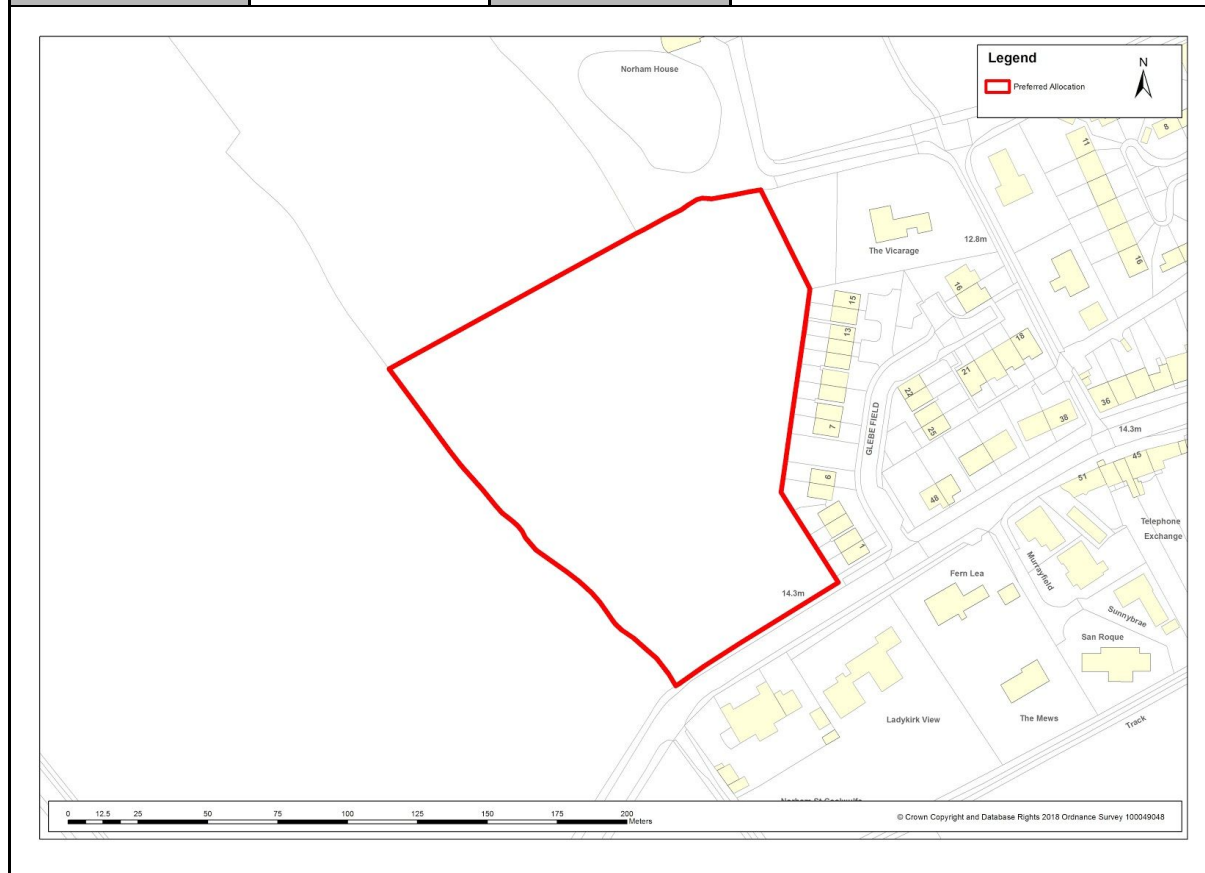 Norham House
Legend
N
Preferred Allocation
8
11
16
The Vicarage
12.8m
16
15
13
18
21
22
25
7
36
38
14.3m
GLEBE FIELD
45
51
6
48
1
Telephone
Exchange
Murrayfield
Fern Lea
14.3m
Sunnybrae
San Roque
Ladykirk View
The Mews
Track
0 12.5 25 50 75 100 125 150 175 200
Meters
© Crown Copyright and Database Rights 2018 Ordnance Survey 100049048